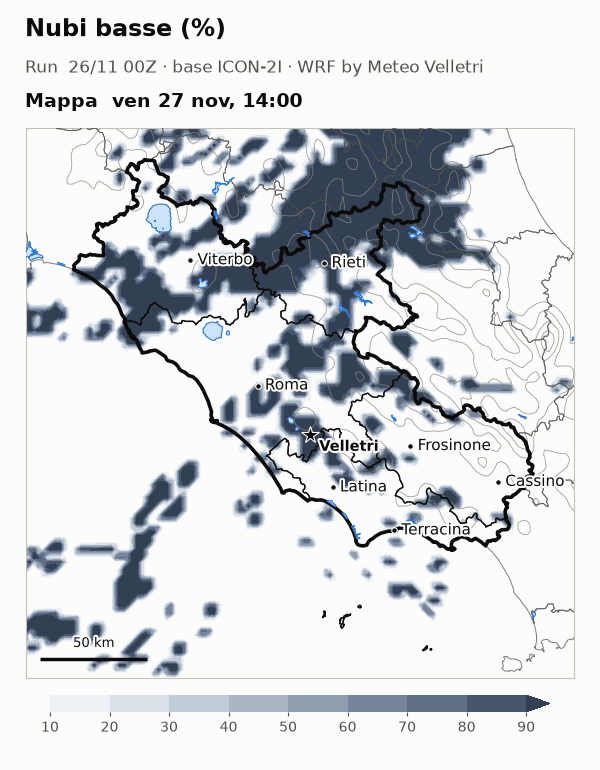 Nubi basse (%)
Run  26/11 00Z · base ICON-2I · WRF by Meteo Velletri
Mappa  ven 27 nov, 14:00
Viterbo
Rieti
Roma
Velletri
Frosinone
Latina
Cassino
Terracina
50 km
10 20 30 40 50 60 70 80 90